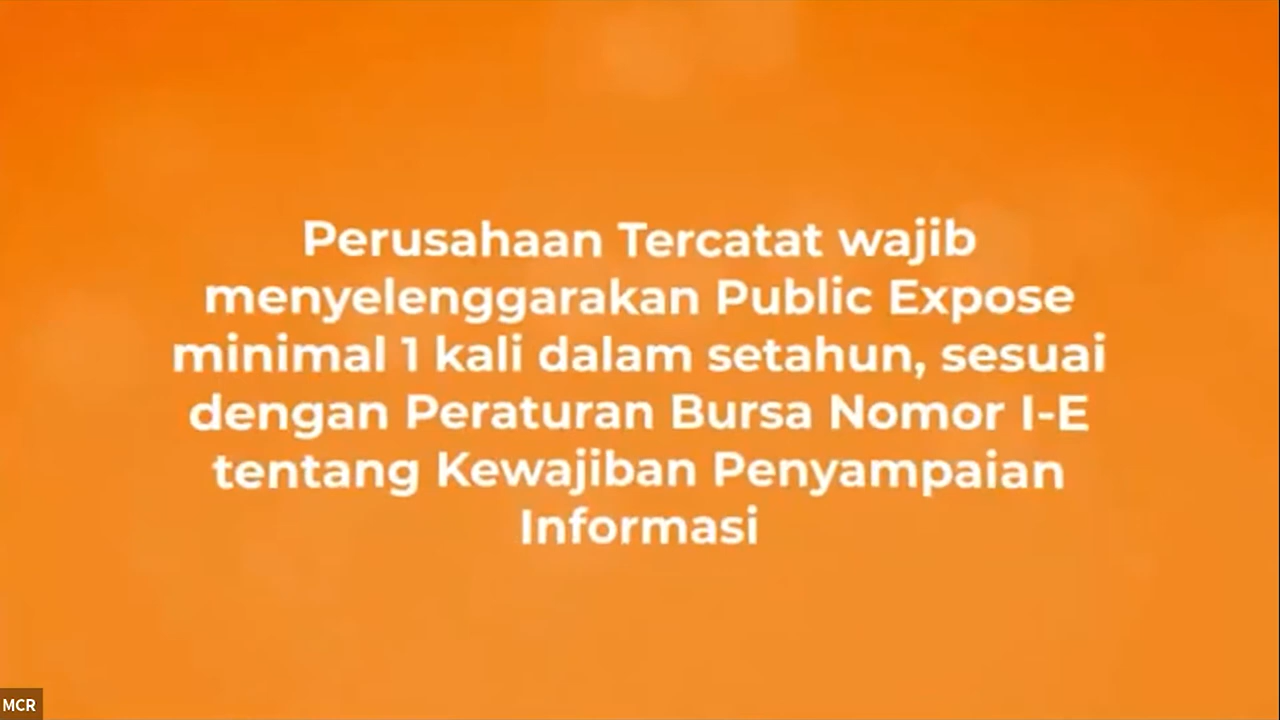 Perusahaan Tercatat wajib
menyelenggarakan Public Expose
minimal 1 kali dalam setahun, sesuai
dengan Peraturan Bursa Nomor I-E
tentang Kewajiban Penyampaian
Informasi
MCR